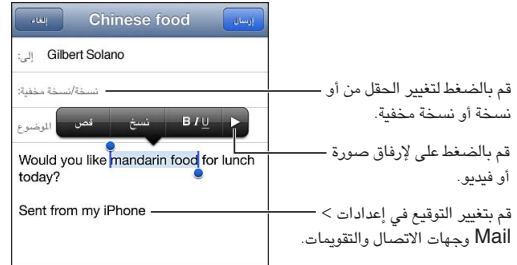 إلغاء Chinese food إرسال
إلى: Gilbert Solano
نسخة/نسخة مخفية:
قص نسخ B I U
الموضوع
Would you like mandarin food for lunch
today?
Sent from my iPhone
قم بالضغط لتغيير الحقل من أو
نسخة أو نسخة مخفية.
قم بالضغط على لإرفاق صورة
أو فيديو.
قم بتغيير التوقيع في إعدادات >
Mail وجهات الاتصال والتقويمات.